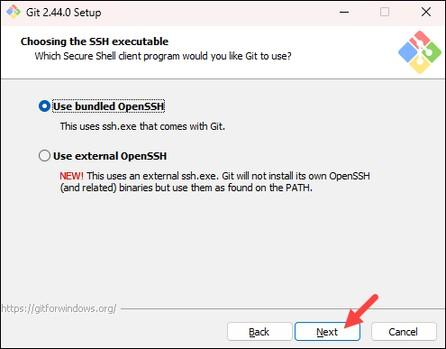 Git 2.44.0 Setup
Choosing the SSH executable
Which Secure Shell client program would you like Git to use?
Use bundled OpenSSH
This uses ssh.exe that comes with Git.
Use external OpenSSH
NEW! This uses an external ssh.exe. Git will not install its own OpenSSH
(and related) binaries but use them as found on the PATH.
https://gitforwindows.org/
Back Next Cancel